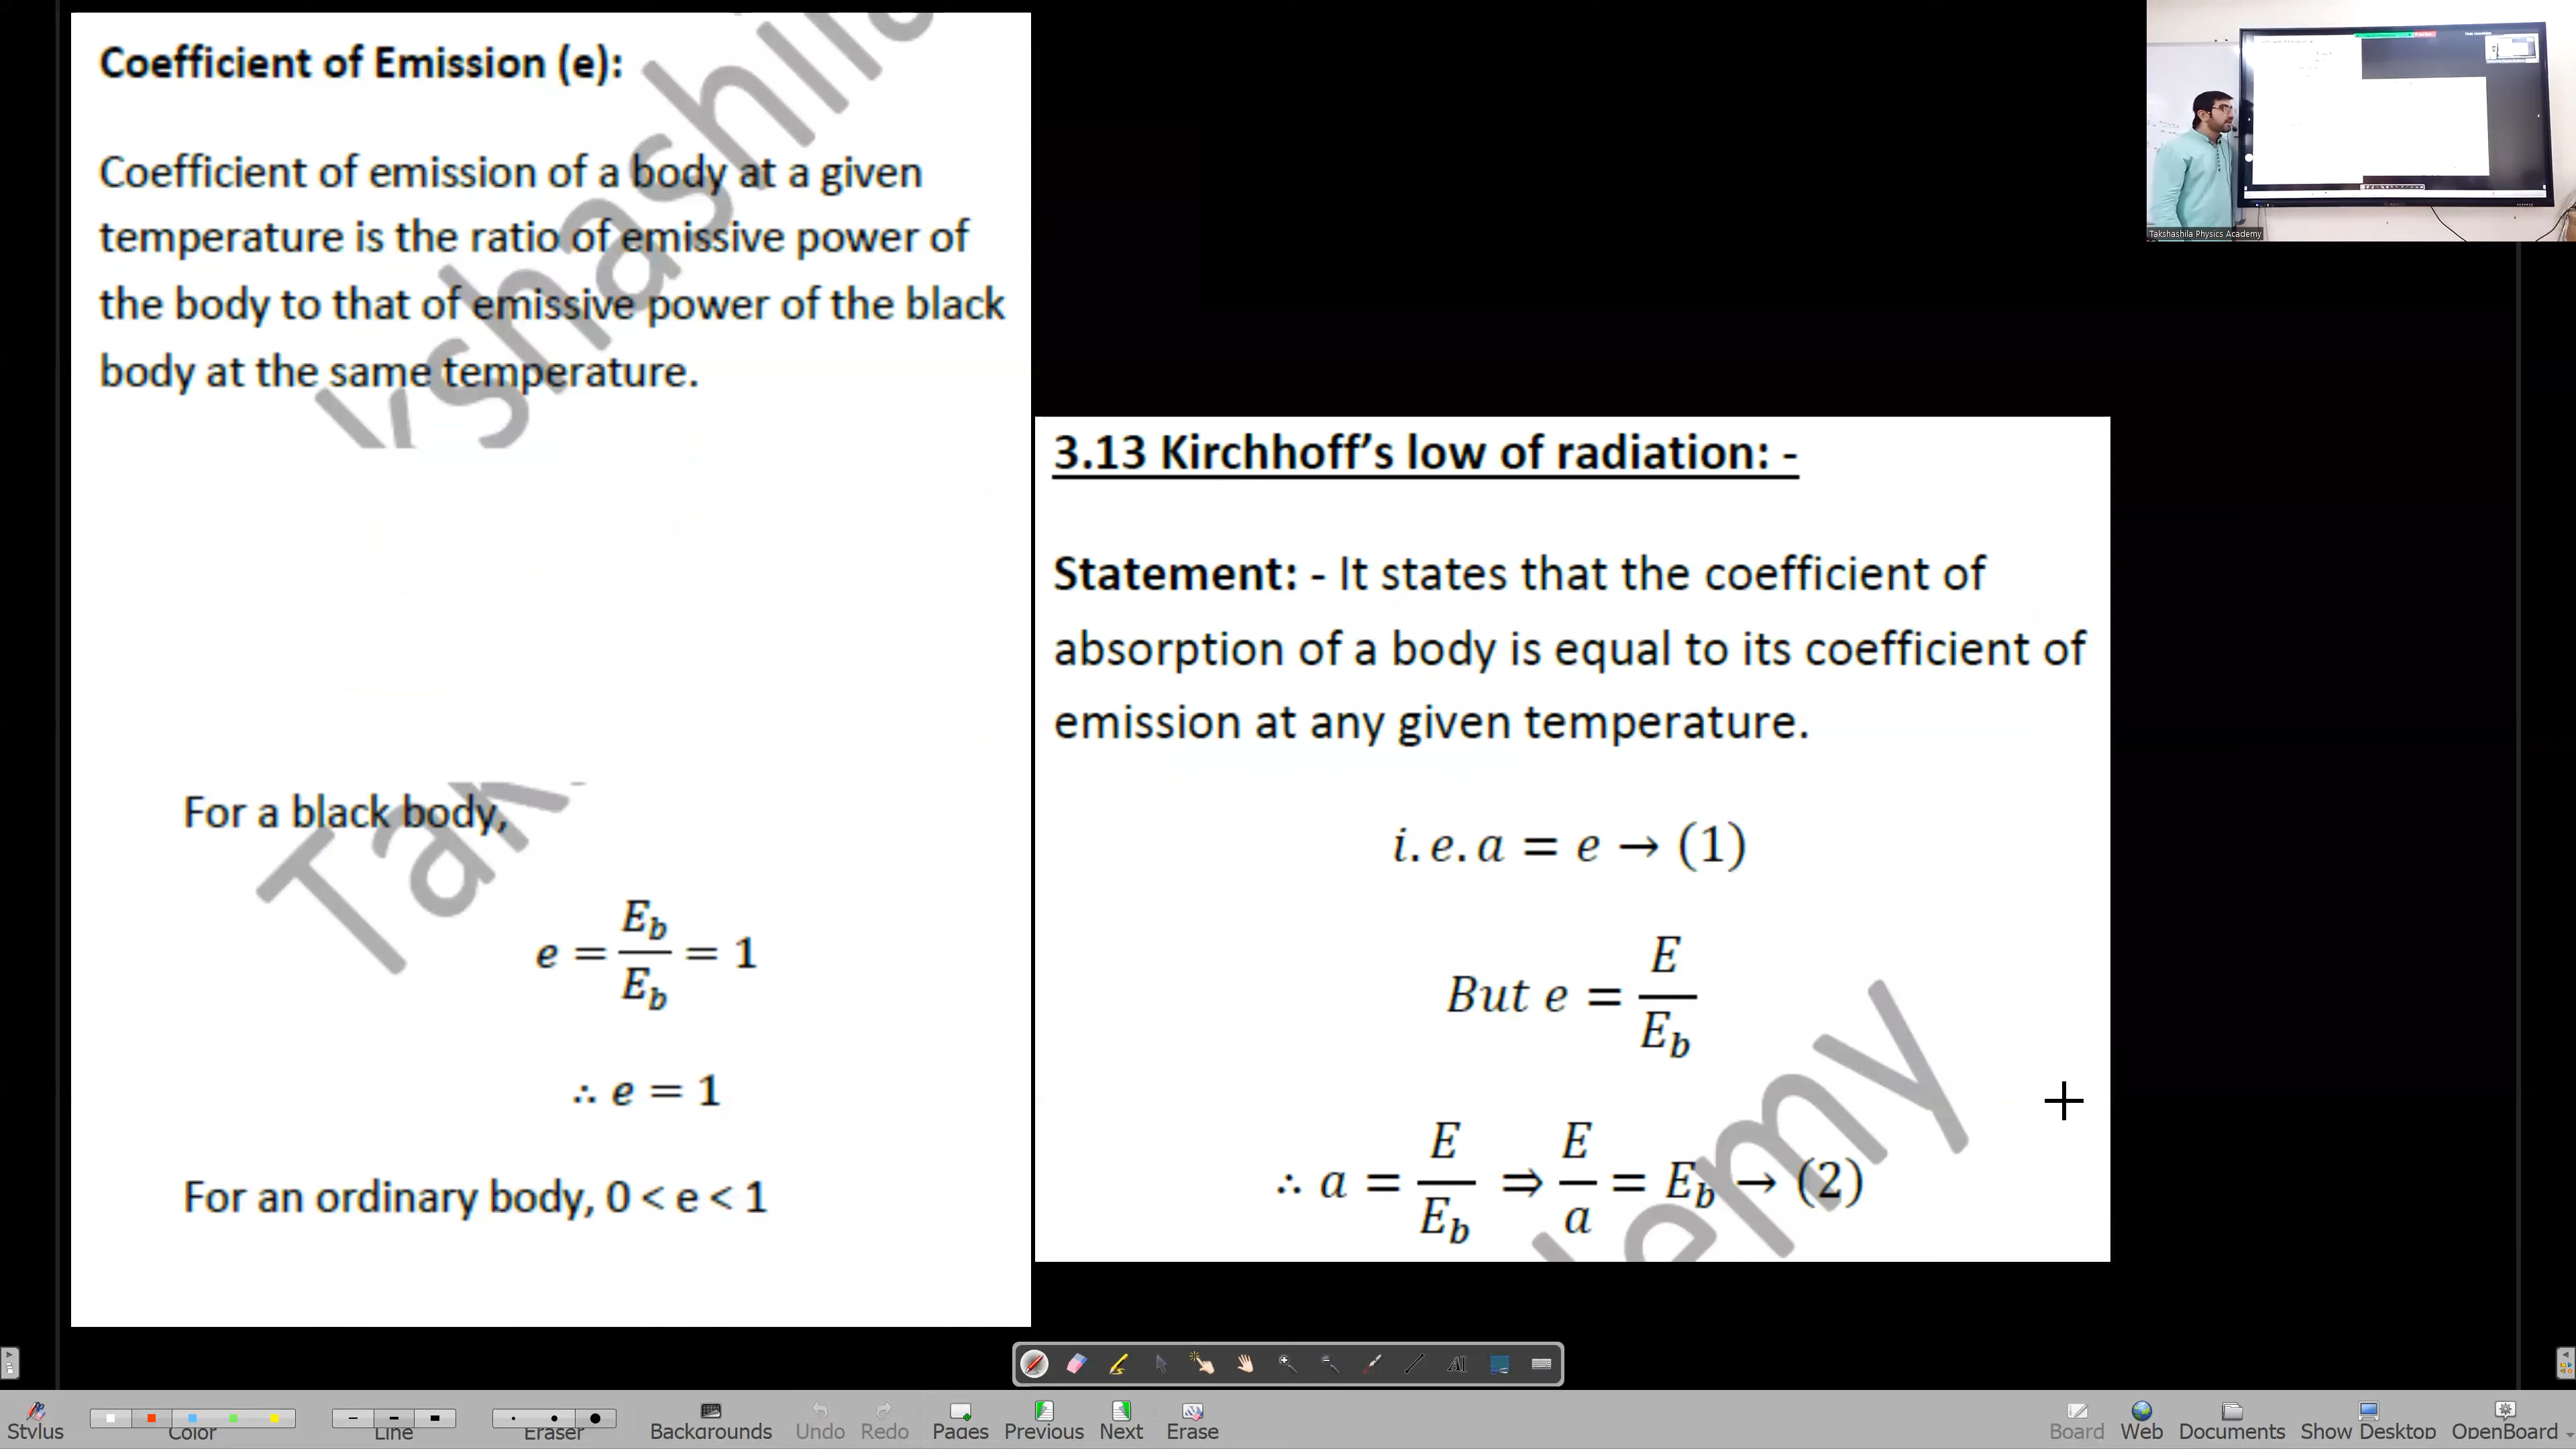 Coefficient of Emission (e):
Coefficient of emission of a body at a given
temperature is the ratio of emissive power of
the body to that of emissive power of the black
body at the same temperature.
For a black body,
e = E_b / E_b = 1
∴ e = 1
For an ordinary body, 0 < e < 1
3.13 Kirchhoff's low of radiation: -
Statement: - It states that the coefficient of
absorption of a body is equal to its coefficient of
emission at any given temperature.
i.e. a = e → (1)
But e = E / E_b
∴ a = E / E_b ⇒ E / a = E_b → (2)
Takshashila Physics Academy
Stylus Color Line Eraser Backgrounds Undo Redo Pages Previous Next Erase Board Web Documents Show Desktop OpenBoard